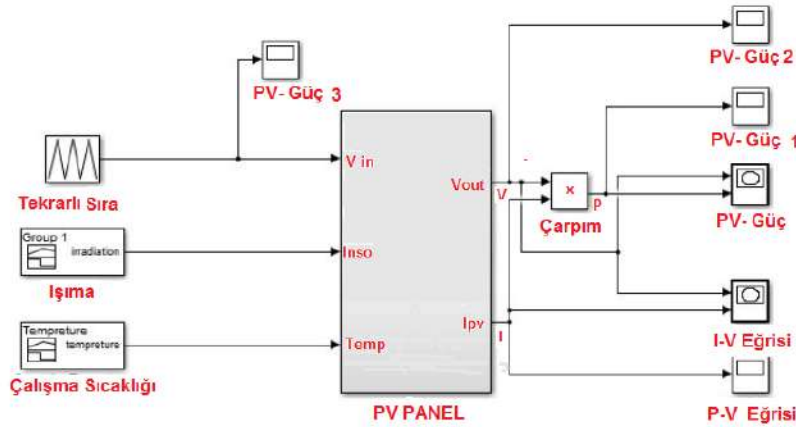 PV- Güç 2
PV- Güç 3
PV- Güç 1
Tekrarlı Sıra
V in
Vout
V
×
p
Çarpım
PV- Güç
Group 1
irradiation
Işıma
Inso
Ipv
I
I-V Eğrisi
Tempreture
tempreture
Çalışma Sıcaklığı
Temp
PV PANEL
P-V Eğrisi